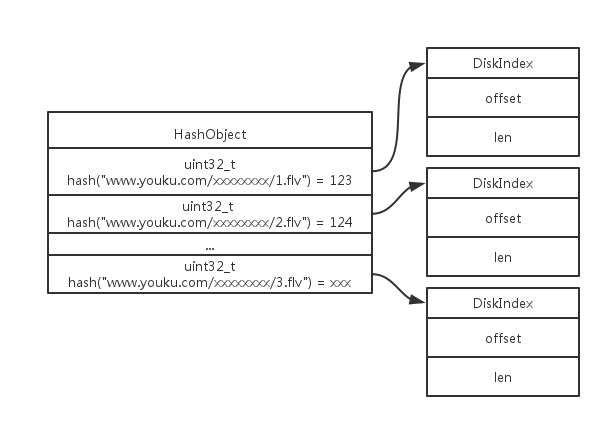 HashObject
uint32_t
hash("www.youku.com/xxxxxxxx/1.flv") = 123
uint32_t
hash("www.youku.com/xxxxxxxx/2.flv") = 124
...
uint32_t
hash("www.youku.com/xxxxxxxx/3.flv") = xxx
DiskIndex
offset
len
DiskIndex
offset
len
DiskIndex
offset
len